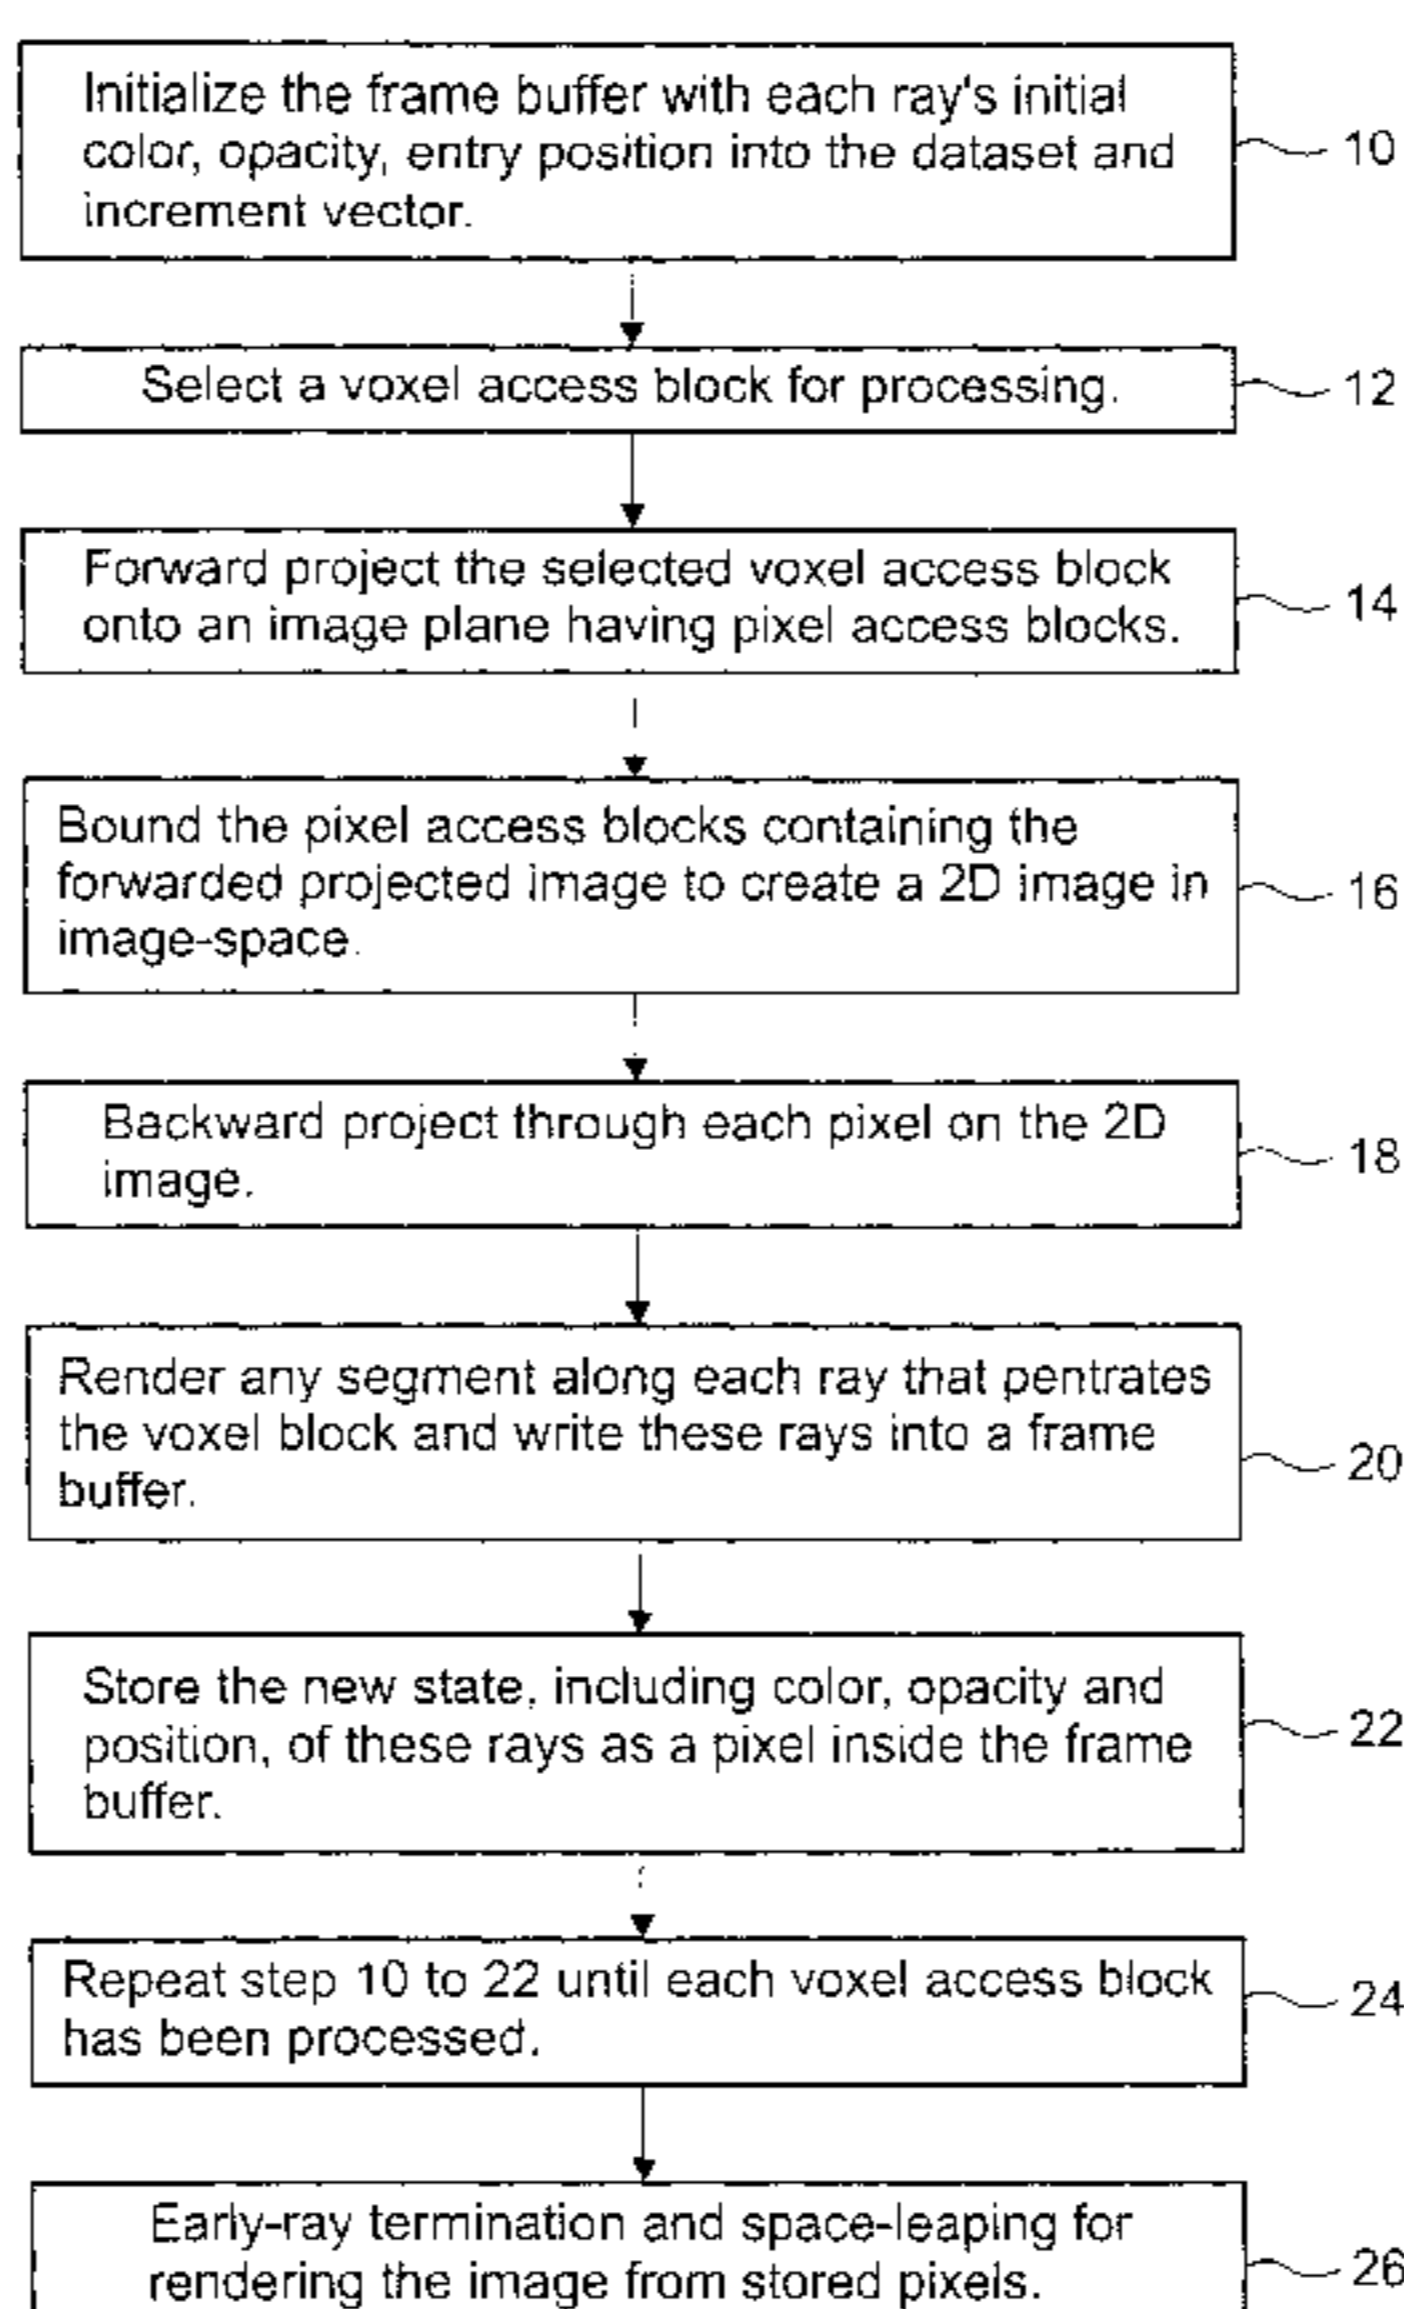 Initialize the frame buffer with each ray's initial
color, opacity, entry position into the dataset and
increment vector.
10
Select a voxel access block for processing.
12
Forward project the selected voxel access block
onto an image plane having pixel access blocks.
14
Bound the pixel access blocks containing the
forwarded projected image to create a 2D image in
image-space.
16
Backward project through each pixel on the 2D
image.
18
Render any segment along each ray that pentrates
the voxel block and write these rays into a frame
buffer.
20
Store the new state, including color, opacity and
position, of these rays as a pixel inside the frame
buffer.
22
Repeat step 10 to 22 until each voxel access block
has been processed.
24
Early-ray termination and space-leaping for
rendering the image from stored pixels.
26